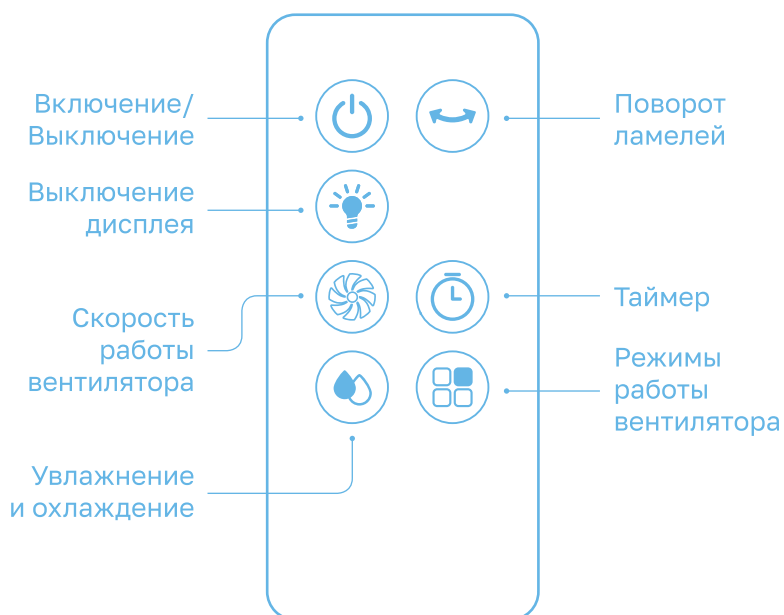 Включение/
Выключение
Выключение
дисплея
Скорость
работы
вентилятора
Увлажнение
и охлаждение
Поворот
ламелей
Таймер
Режимы
работы
вентилятора